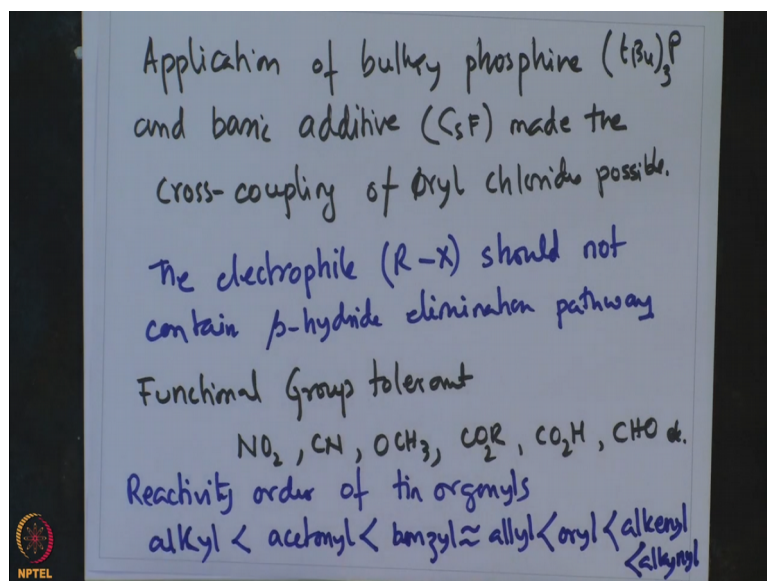 Application of bulkey phosphine (tBu)₃P
and basic additive (CsF) made the
cross-coupling of aryl chloride possible.
The electrophile (R-X) should not
contain β-hydride elimination pathway
Functional Group tolerant
NO₂, CN, OCH₃, CO₂R, CO₂H, CHO etc.
Reactivity order of tin orgonyls
alkyl < acetonyl < benzyl ≈ allyl < aryl < alkenyl
< alkynyl
NPTEL